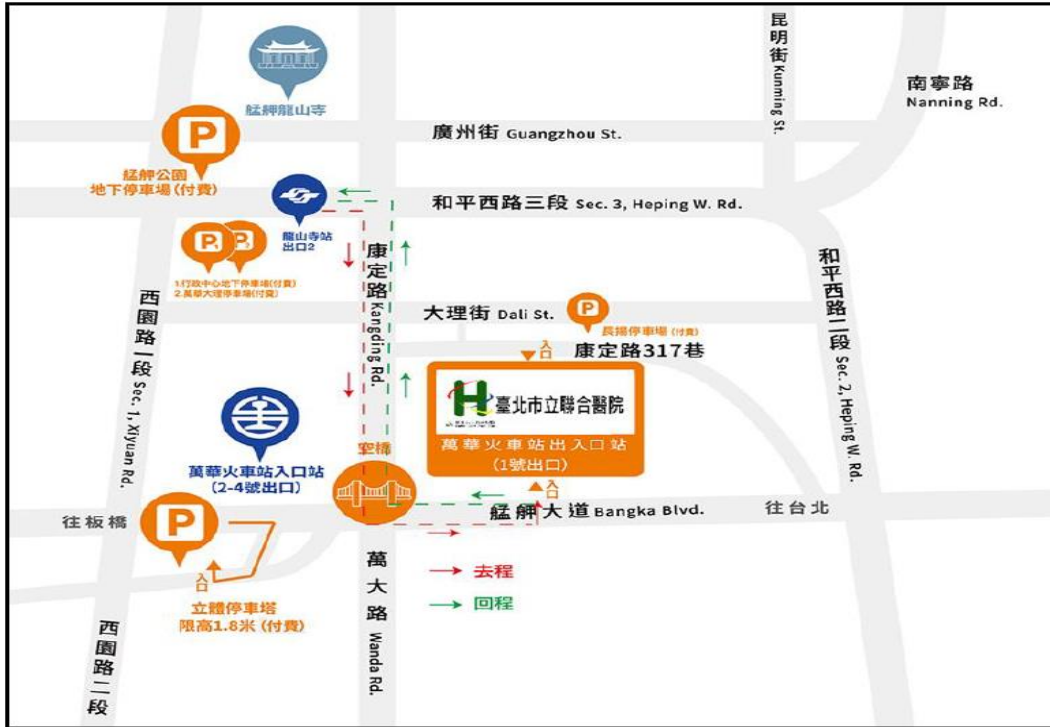 艋舺龍山寺
昆明街 Kunming St.
南寧路
Nanning Rd.
P
廣州街 Guangzhou St.
艋舺公園
地下停車場(付費)
和平西路三段 Sec. 3, Heping W. Rd.
龍山寺站
出口2
P
P
1.行政中心地下停車場(付費)
2.萬華大理停車場(付費)
康定路 Kangding Rd.
和平西路二段 Sec. 2, Heping W. Rd.
西園路一段 Sec. 1, Xiyuan Rd.
大理街 Dali St.
P
長揚停車場 (付費)
入口
康定路317巷
臺北市立聯合醫院
萬華火車站出入口站
(1號出口)
萬華火車站入口站
(2-4號出口)
空橋
入口
艋舺大道 Bangka Blvd.
往台北
往板橋
P
入口
立體停車塔
限高1.8米 (付費)
萬大路 Wanda Rd.
去程
回程
西園路二段